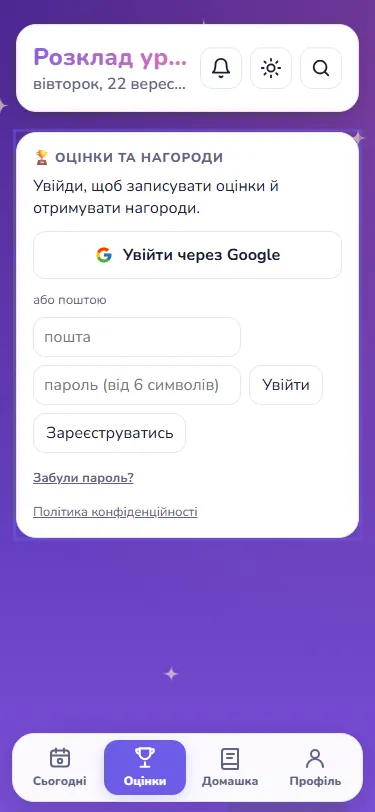 Розклад ур...
вівторок, 22 верес...
ОЦІНКИ ТА НАГОРОДИ
Увійди, щоб записувати оцінки й
отримувати нагороди.
Увійти через Google
або поштою
пошта
пароль (від 6 символів)
Увійти
Зареєструватись
Забули пароль?
Політика конфіденційності
Сьогодні
Оцінки
Домашка
Профіль